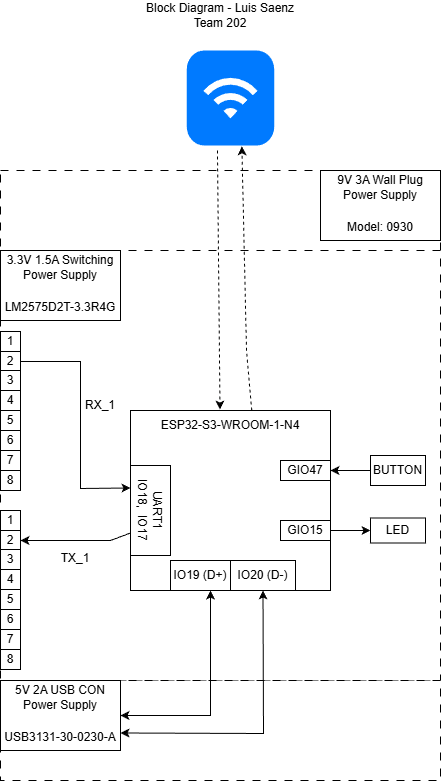 Block Diagram - Luis Saenz
Team 202
9V 3A Wall Plug
Power Supply
Model: 0930
3.3V 1.5A Switching
Power Supply
LM2575D2T-3.3R4G
1
2
3
4
5
6
7
8
RX_1
ESP32-S3-WROOM-1-N4
GIO47
BUTTON
UART1
IO18, IO17
GIO15
LED
1
2
3
4
5
6
7
8
TX_1
IO19 (D+)
IO20 (D-)
5V 2A USB CON
Power Supply
USB3131-30-0230-A